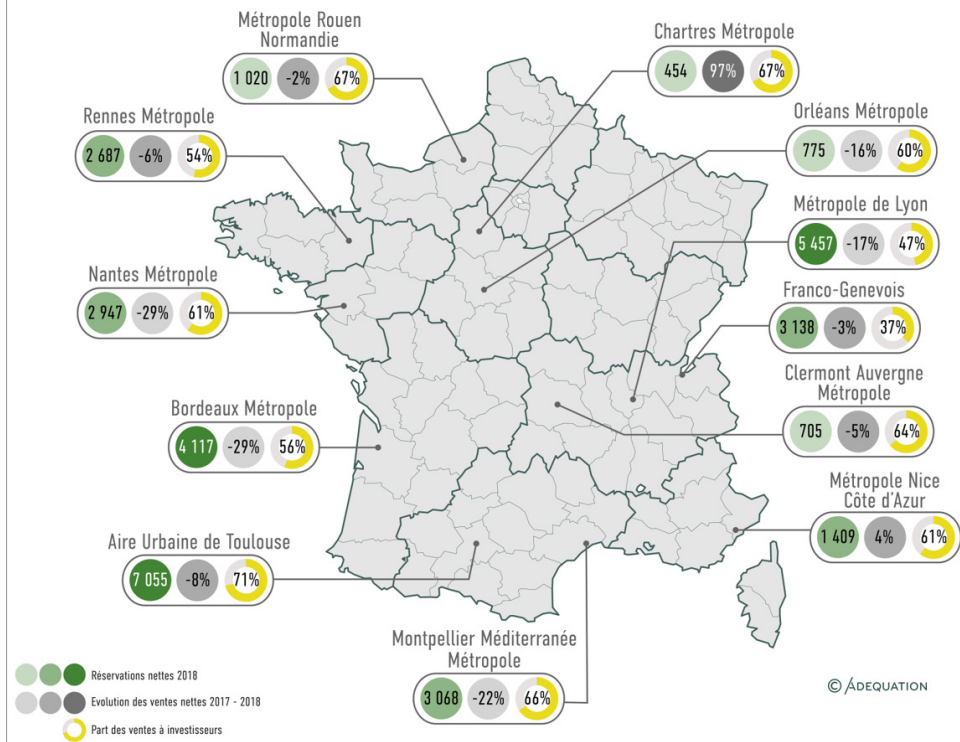 Métropole Rouen
Normandie
1 020 -2% 67%
Chartres Métropole
454 97% 67%
Rennes Métropole
2 687 -6% 54%
Orléans Métropole
775 -16% 60%
Métropole de Lyon
5 457 -17% 47%
Nantes Métropole
2 947 -29% 61%
Franco-Genevois
3 138 -3% 37%
Clermont Auvergne
Métropole
705 -5% 64%
Bordeaux Métropole
4 117 -29% 56%
Métropole Nice
Côte d'Azur
1 409 4% 61%
Aire Urbaine de Toulouse
7 055 -8% 71%
Montpellier Méditerranée
Métropole
3 068 -22% 66%
Réservations nettes 2018
Evolution des ventes nettes 2017 - 2018
Part des ventes à investisseurs
© ADEQUATION